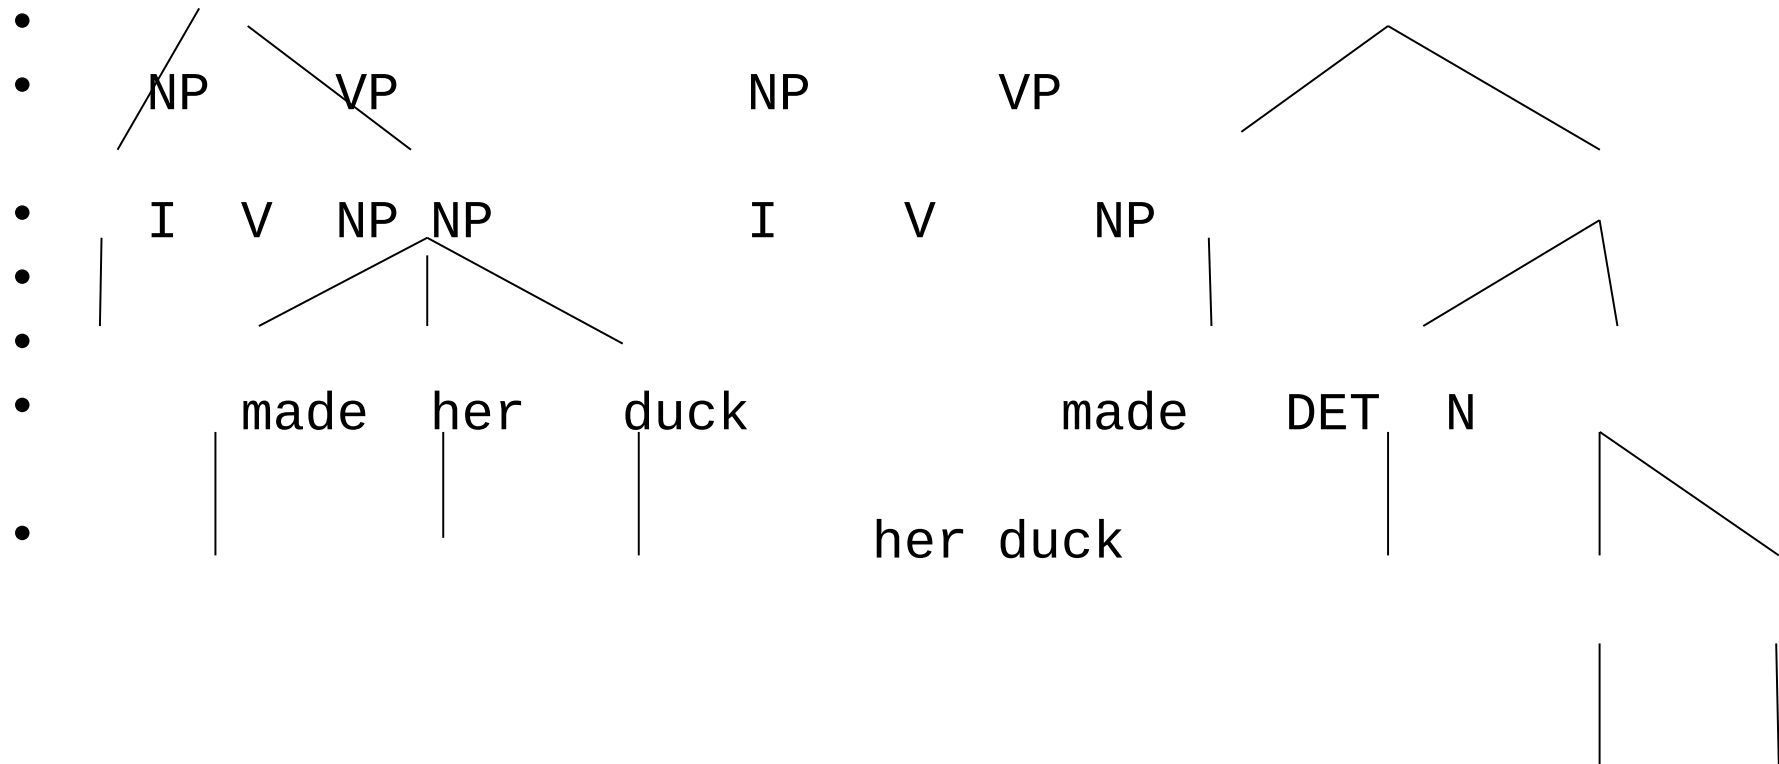 NP VP NP VP
I V NP NP I V NP
made her duck made DET N
her duck